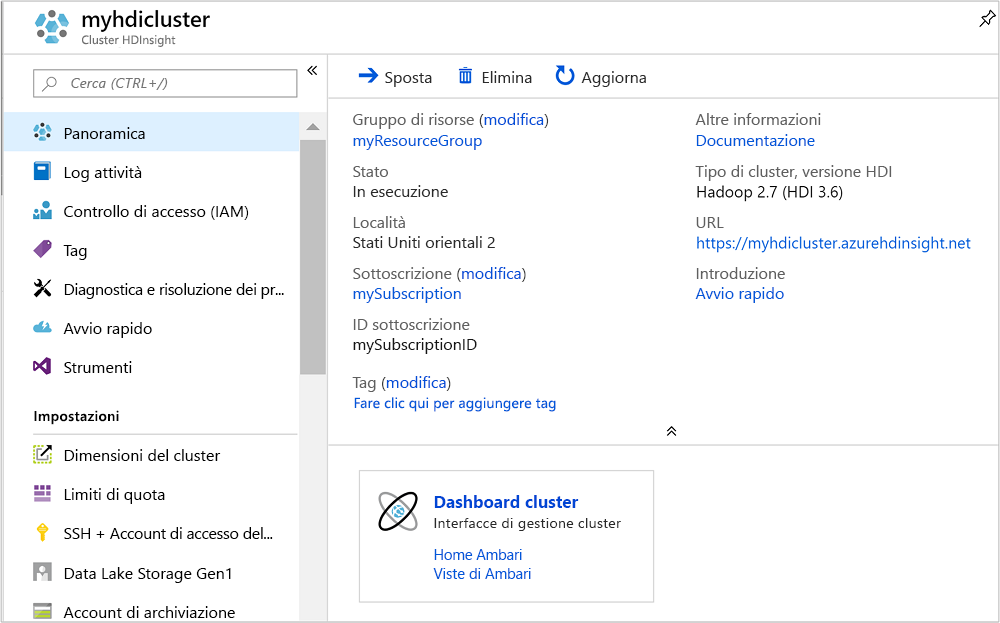 myhdicluster
Cluster HDInsight
Cerca (CTRL+/)
Panoramica
Log attività
Controllo di accesso (IAM)
Tag
Diagnostica e risoluzione dei pr...
Avvio rapido
Strumenti
Impostazioni
Dimensioni del cluster
Limiti di quota
SSH + Account di accesso del...
Data Lake Storage Gen1
Account di archiviazione
Sposta Elimina Aggiorna
Gruppo di risorse (modifica)
myResourceGroup
Stato
In esecuzione
Località
Stati Uniti orientali 2
Sottoscrizione (modifica)
mySubscription
ID sottoscrizione
mySubscriptionID
Tag (modifica)
Fare clic qui per aggiungere tag
Altre informazioni
Documentazione
Tipo di cluster, versione HDI
Hadoop 2.7 (HDI 3.6)
URL
https://myhdicluster.azurehdinsight.net
Introduzione
Avvio rapido
Dashboard cluster
Interfacce di gestione cluster
Home Ambari
Viste di Ambari